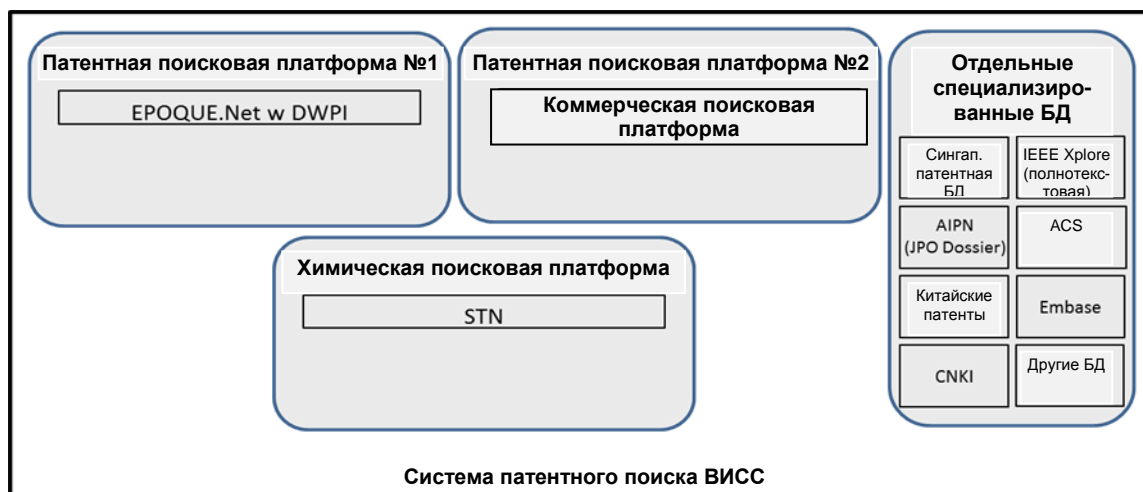 Патентная поисковая платформа №1
EPOQUE.Net w DWPI
Патентная поисковая платформа №2
Коммерческая поисковая
платформа
Химическая поисковая платформа
STN
Отдельные
специализиро-
ванные БД
Сингап.
патентная
БД
IEEE Xplore
(полнотекс-
товая)
AIPN
(JPO Dossier)
ACS
Китайские
патенты
Embase
CNKI
Другие БД
Система патентного поиска ВИСС